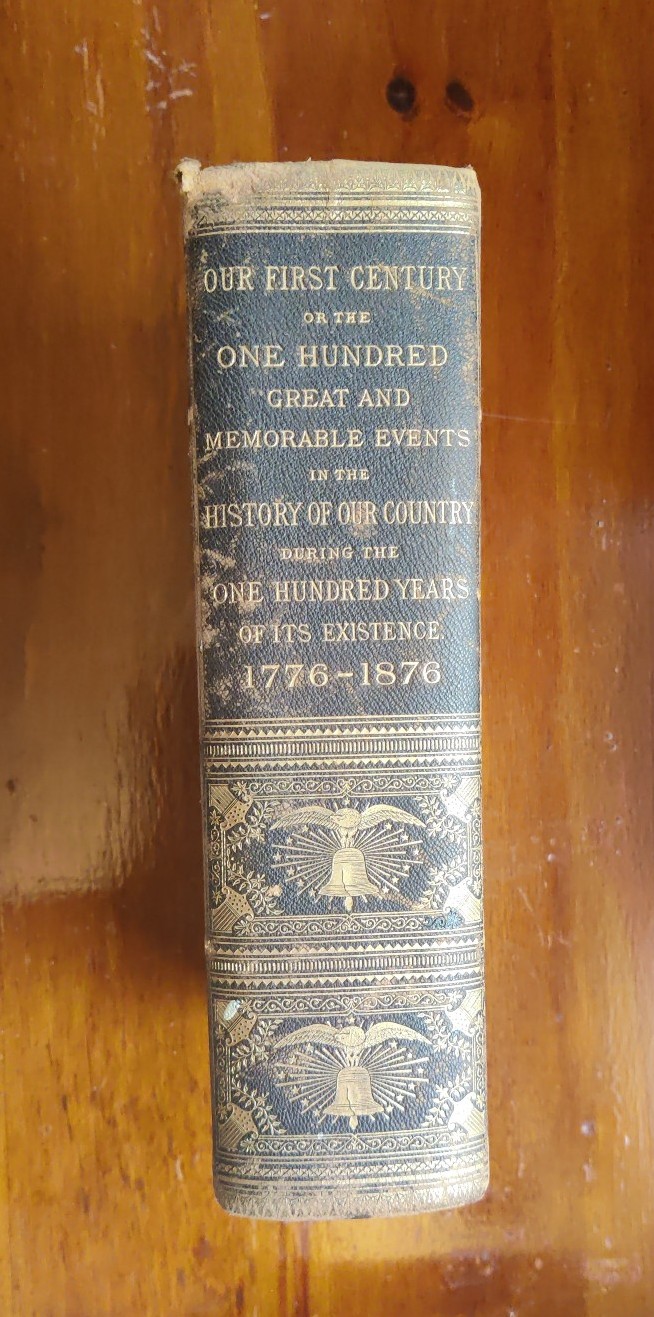 OUR FIRST CENTURY
OR THE
ONE HUNDRED
GREAT AND
MEMORABLE EVENTS
IN THE
HISTORY OF OUR COUNTRY
DURING THE
ONE HUNDRED YEARS
OF ITS EXISTENCE.
1776-1876